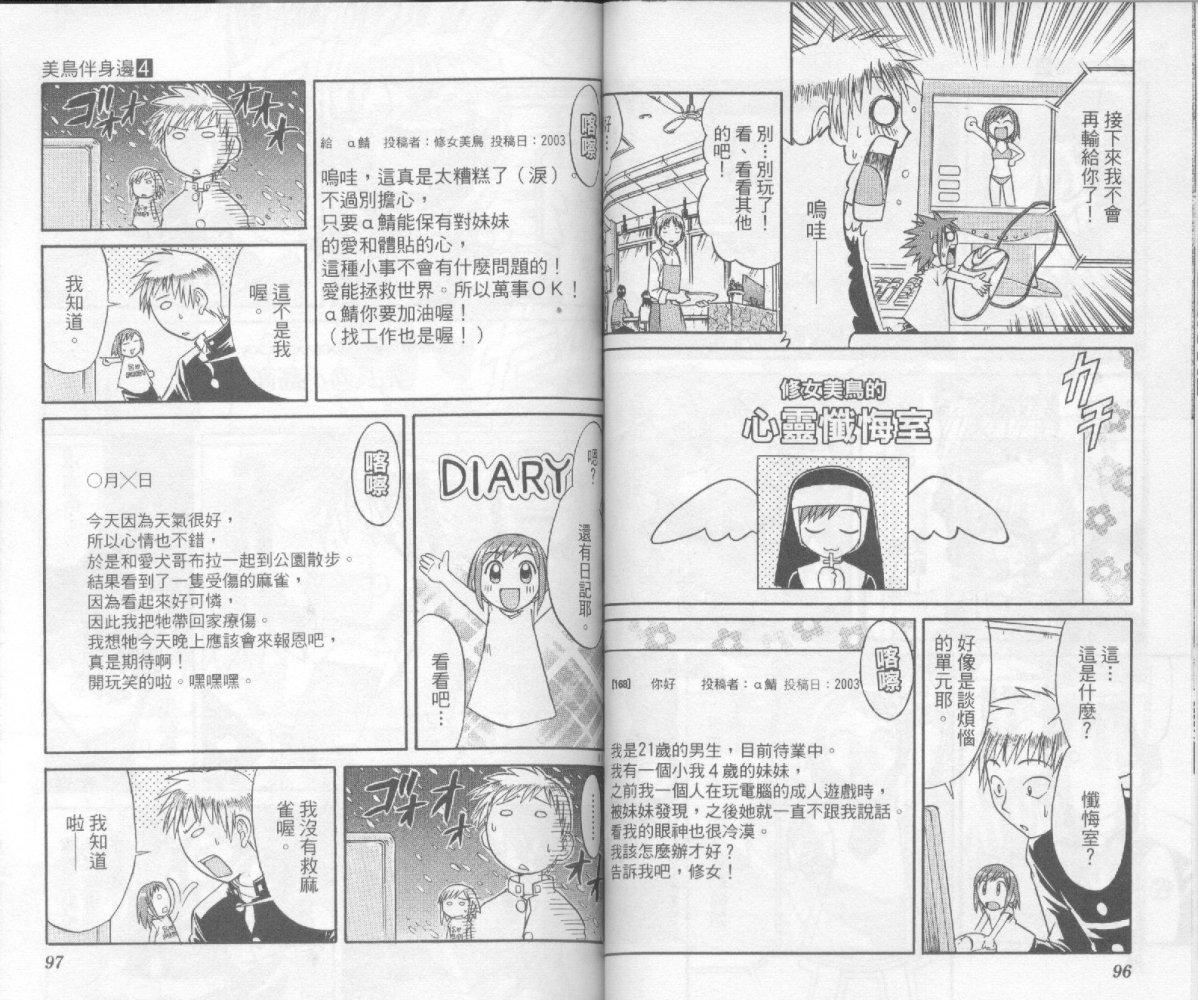 接下來我不會
再輸給你了！
嗚哇——
別…別玩了！
看、看看其他
的吧！
好…
カチ
修女美鳥的
心靈懺悔室
這…
這是什麼？
懺悔室？
好像是談煩惱
的單元耶。
喀嚓
[168] 你好 投稿者：α鯖 投稿日：2003
我是21歲的男生，目前待業中。
我有一個小我４歲的妹妹，
之前我一個人在玩電腦的成人遊戲時，
被妹妹發現，之後她就一直不跟我說話。
看我的眼神也很冷漠。
我該怎麼辦才好？
告訴我吧，修女！
96
美鳥伴身邊4
喀嚓
給 α鯖 投稿者：修女美鳥 投稿日：2003
嗚哇，這真是太糟糕了（淚）。
不過別擔心，
只要α鯖能保有對妹妹
的愛和體貼的心，
這種小事不會有什麼問題的！
愛能拯救世界。所以萬事ＯＫ！
α鯖你要加油喔！
（找工作也是喔！）
ゴォォ
オオオ
這不是我
喔。
我知道。
嗯？
還有日記耶。
DIARY
看看吧…
喀嚓
○月╳日
今天因為天氣很好，
所以心情也不錯，
於是和愛犬哥布拉一起到公園散步。
結果看到了一隻受傷的麻雀，
因為看起來好可憐，
因此我把牠帶回家療傷。
我想牠今天晚上應該會來報恩吧，
真是期待啊！
開玩笑的啦。嘿嘿嘿。
………
ゴォォ
オオオ
我沒有救麻
雀喔。
我知道
啦——
97